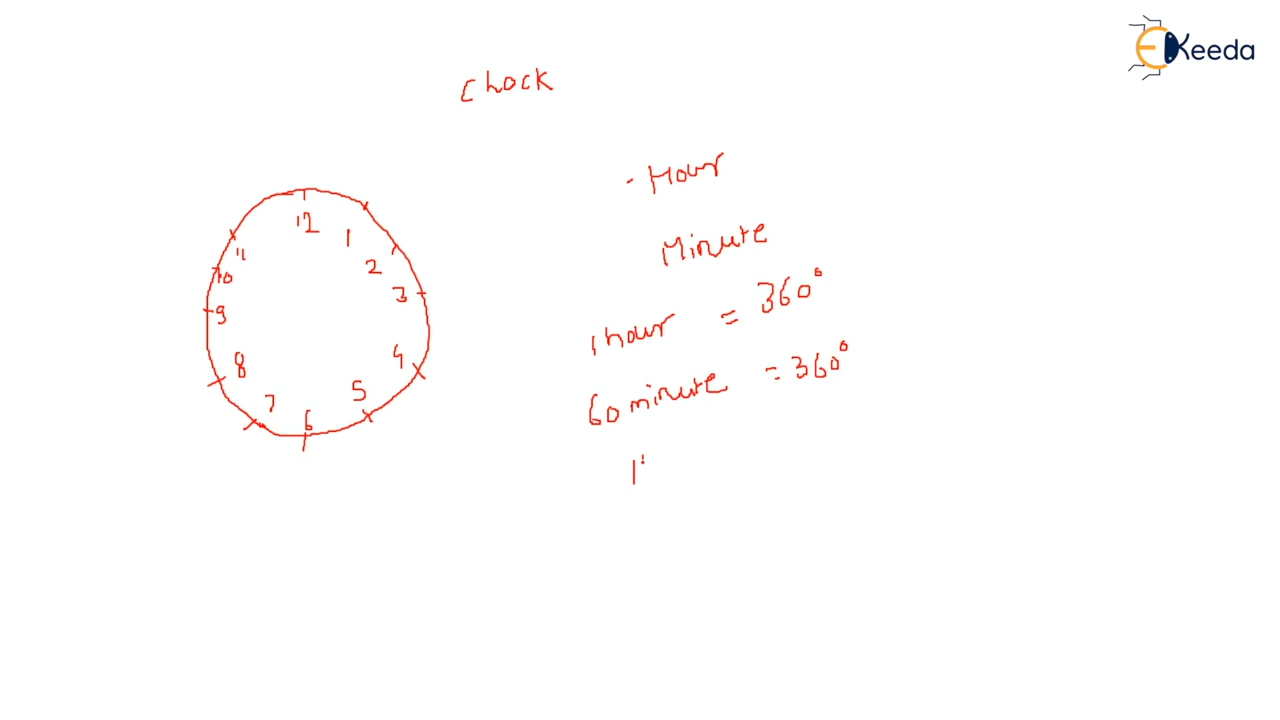 EKeeda
Clock
- Hour
Minute
1 hour = 360°
60 minute = 360°
1
12
1
2
3
4
5
6
7
8
9
10
11